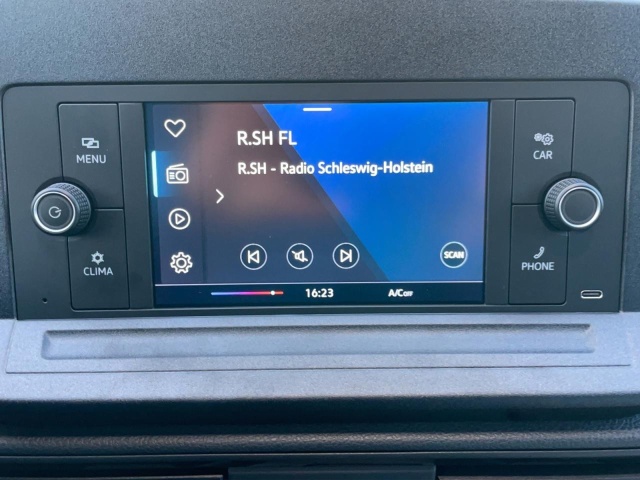 MENU
CLIMA
R.SH FL
R.SH - Radio Schleswig-Holstein
SCAN
16:23
A/C OFF
CAR
PHONE